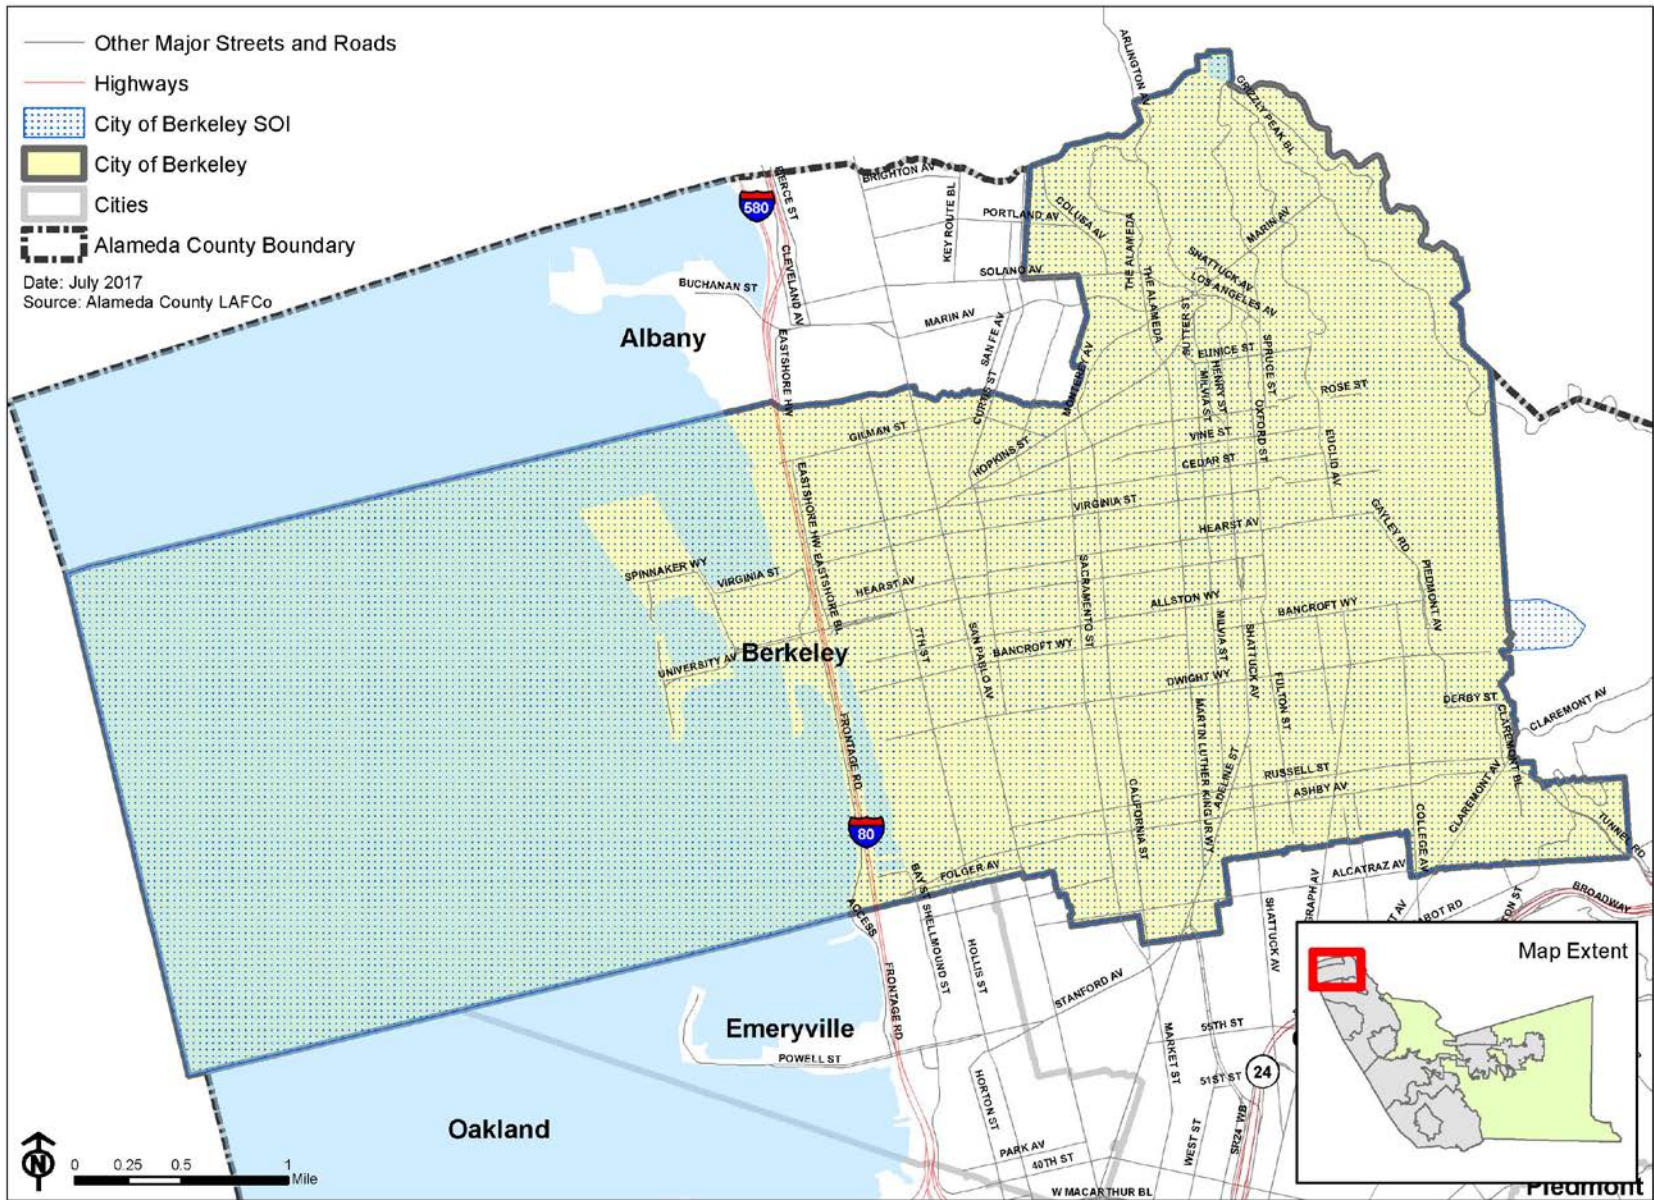 Other Major Streets and Roads
Highways
City of Berkeley SOI
City of Berkeley
Cities
Alameda County Boundary
Date: July 2017
Source: Alameda County LAFCo
ARLINGTON AV
GRIZZLY PEAK BL
BRIGHTON AV
580
PIERCE ST
PORTLAND AV
KEY ROUTE BL
COLUSA AV
THE ALAMEDA
MARIN AV
SHATTUCK AV
LOS ANGELES AV
SOLANO AV
CLEVELAND AV
BUCHANAN ST
THE ALAMEDA
SUTTER ST
MARIN AV
Albany
EASTSHORE HW
SAN FE AV
MONTEREY AV
EUNICE ST
HENRY ST
SPRUCE ST
MILVIA ST
ROSE ST
CURTIS ST
OXFORD ST
GILMAN ST
HOPKINS ST
VINE ST
CEDAR ST
EUCLID AV
EASTSHORE HW
VIRGINIA ST
HEARST AV
GAYLEY RD
SPINNAKER WY
VIRGINIA ST
EASTSHORE BL
HEARST AV
SACRAMENTO ST
ALLSTON WY
BANCROFT WY
PIEDMONT AV
7TH ST
SAN PABLO AV
BANCROFT WY
MILVIA ST
SHATTUCK AV
UNIVERSITY AV
Berkeley
DWIGHT WY
FULTON ST
DERBY ST
CLAREMONT AV
CLAREMONT BL
FRONTAGE RD
MARTIN LUTHER KING JR WY
ADELINE ST
RUSSELL ST
ASHBY AV
CLAREMONT AV
CALIFORNIA ST
COLLEGE AV
TUNNEL RD
80
FOLGER AV
BAY ST
ALCATRAZ AV
BROADWAY
ACCESS
SHELLMOUND ST
HOLLIS ST
SHATTUCK AV
GRAPH AV
T AV
ABOT RD
TON ST
Map Extent
STANFORD AV
FRONTAGE RD
Emeryville
POWELL ST
MARKET ST
55TH ST
51ST ST
24
HORTON ST
Oakland
WEST ST
SR24 WB
PARK AV
40TH ST
W MACARTHUR BL
Piedmont
N
0 0.25 0.5 1
Mile